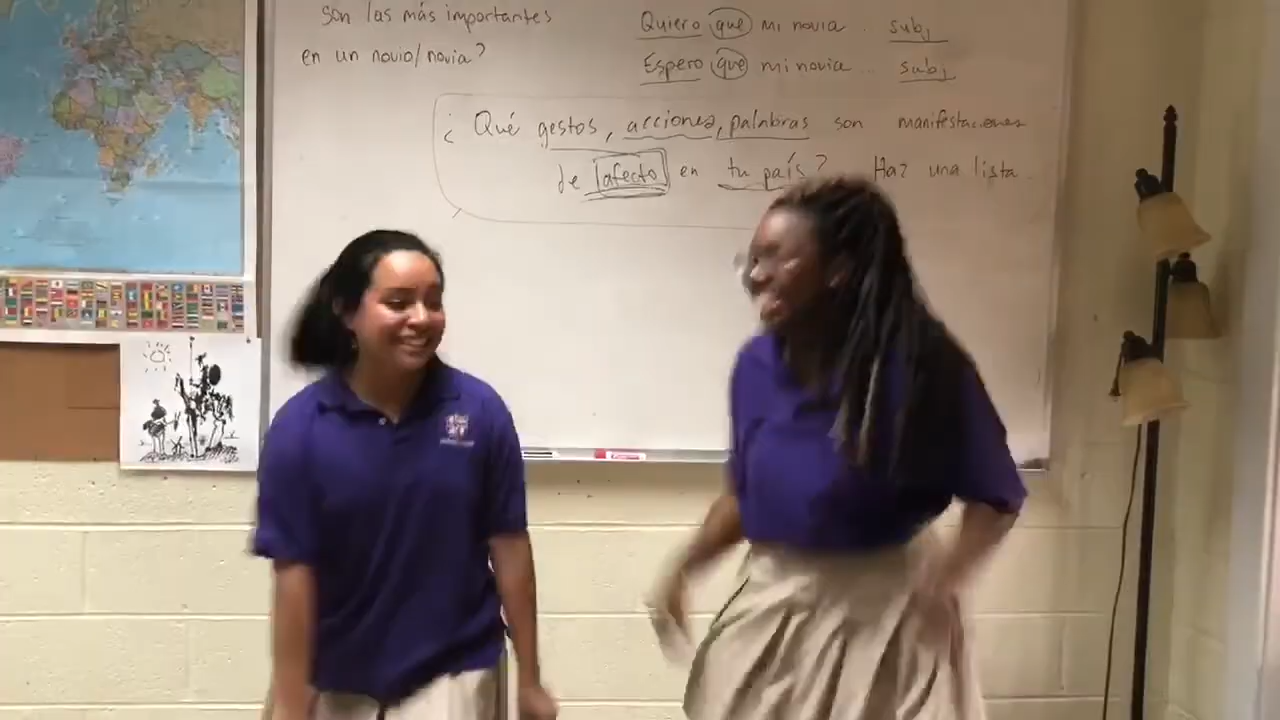 son las más importantes
en un novio/novia?
Quiero que mi novia . subj
Espero que mi novia ... subj
¿ Qué gestos, acciones, palabras son manifestaciones
de afecto en tu país? Haz una lista.